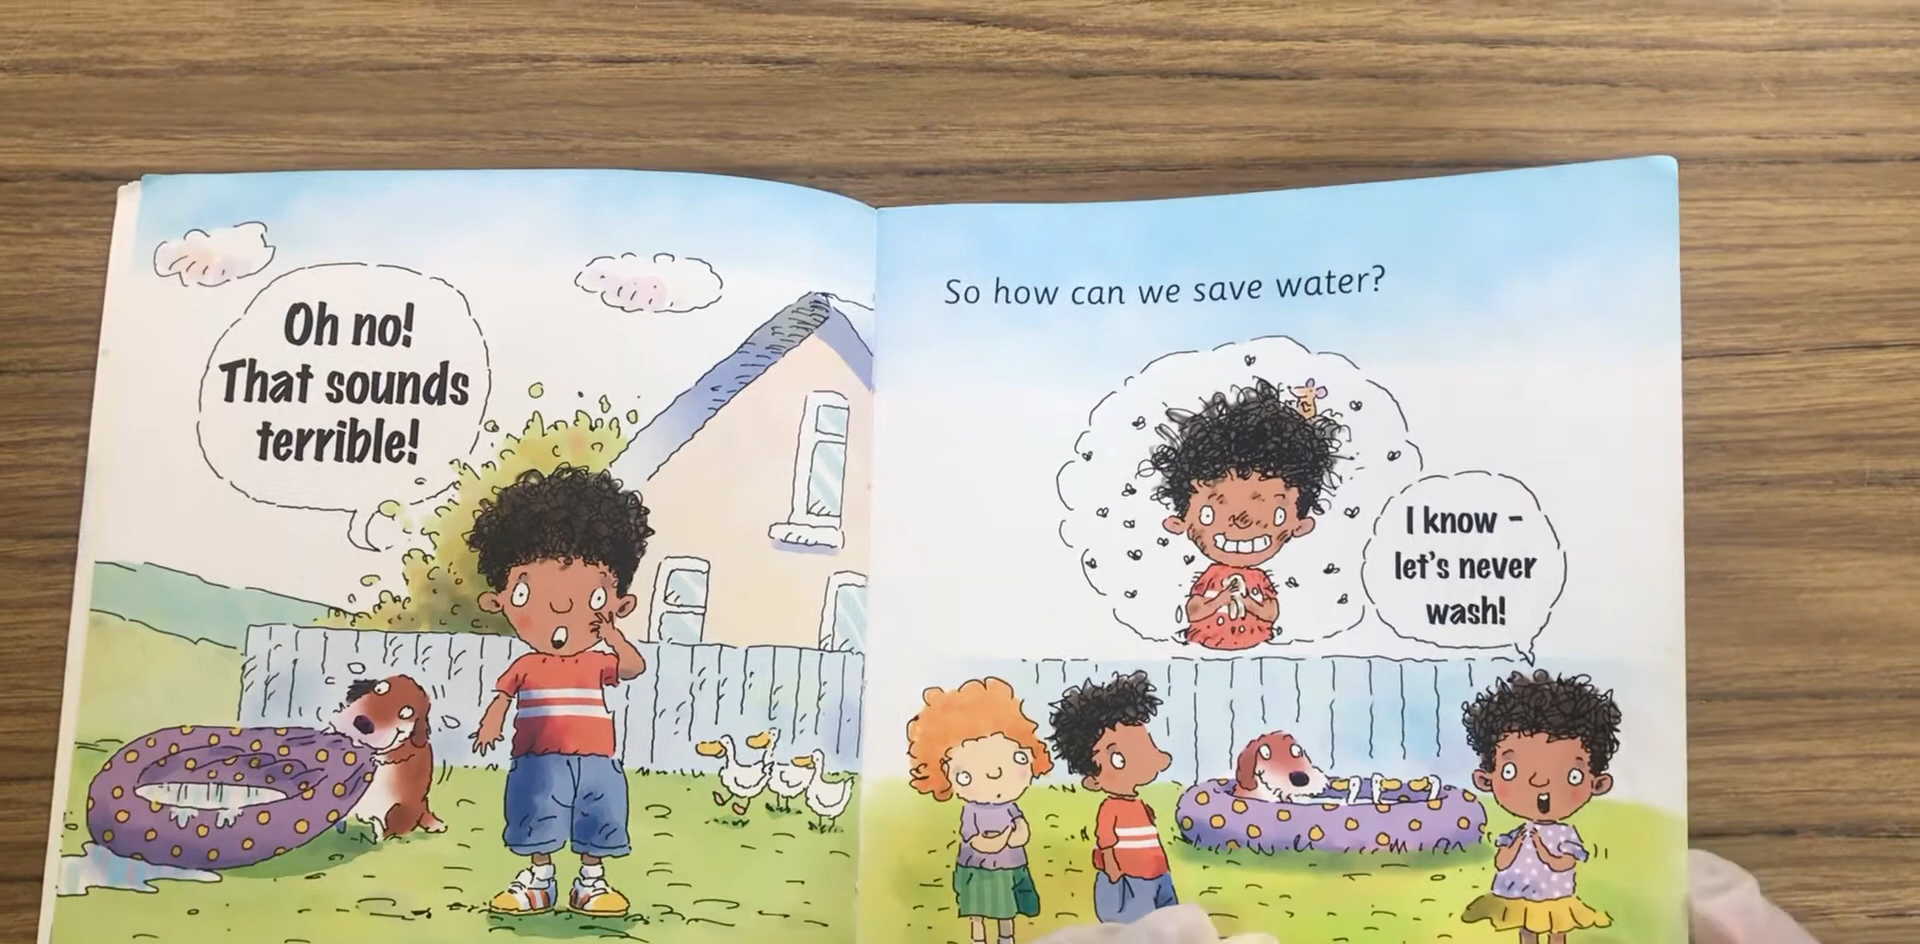 Oh no!
That sounds
terrible!
So how can we save water?
I know –
let's never
wash!